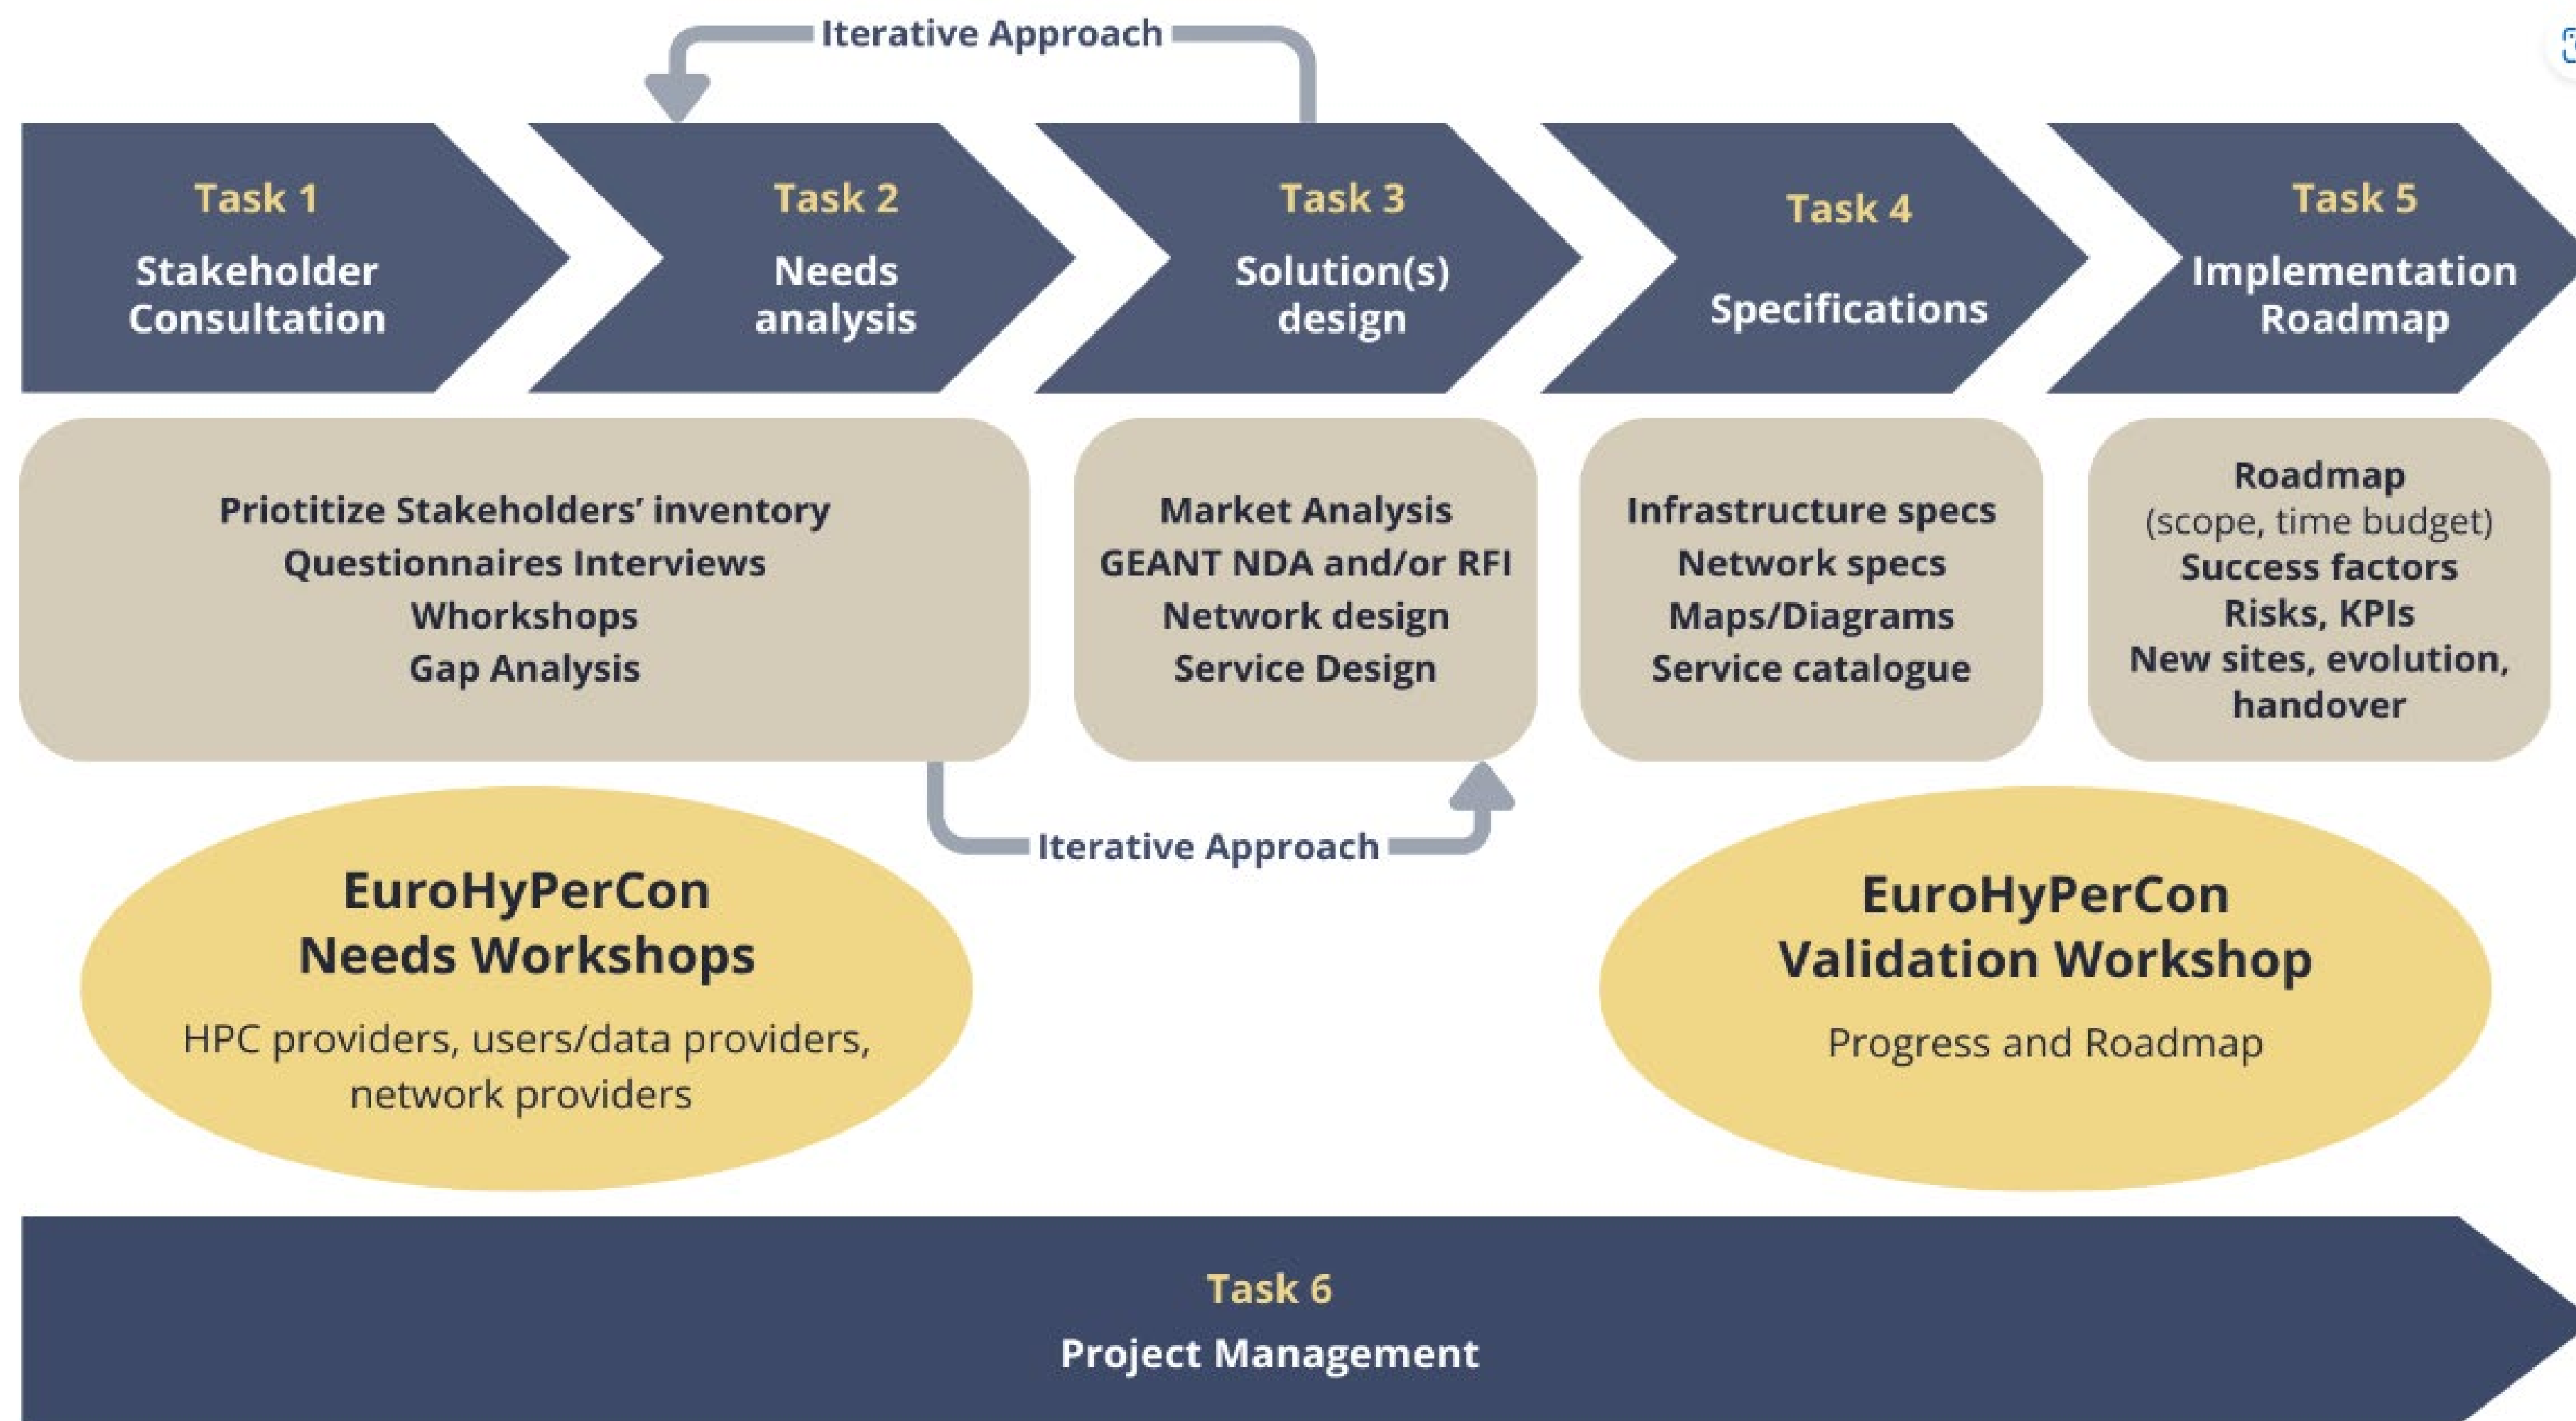 Iterative Approach
Task 1
Stakeholder
Consultation
Task 2
Needs
analysis
Task 3
Solution(s)
design
Task 4
Specifications
Task 5
Implementation
Roadmap
Priotitize Stakeholders’ inventory
Questionnaires Interviews
Whorkshops
Gap Analysis
Market Analysis
GEANT NDA and/or RFI
Network design
Service Design
Infrastructure specs
Network specs
Maps/Diagrams
Service catalogue
Roadmap
(scope, time budget)
Success factors
Risks, KPIs
New sites, evolution,
handover
Iterative Approach
EuroHyPerCon
Needs Workshops
HPC providers, users/data providers,
network providers
EuroHyPerCon
Validation Workshop
Progress and Roadmap
Task 6
Project Management